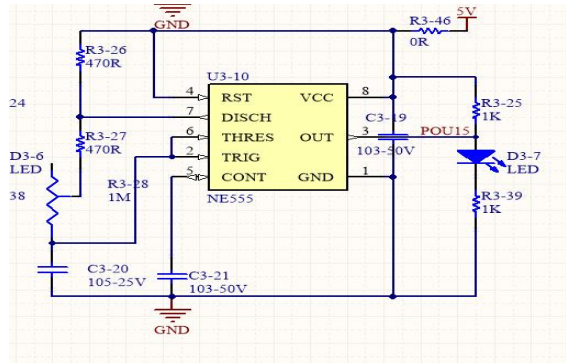 GND
R3-46
0R
5V
R3-26
470R
U3-10
24
4
RST
VCC
8
R3-25
1K
7
DISCH
C3-19
R3-27
470R
6
THRES
OUT
3
POU15
103-50V
D3-6
LED
2
TRIG
D3-7
LED
R3-28
1M
5
CONT
GND
1
38
NE555
R3-39
1K
C3-20
105-25V
C3-21
103-50V
GND